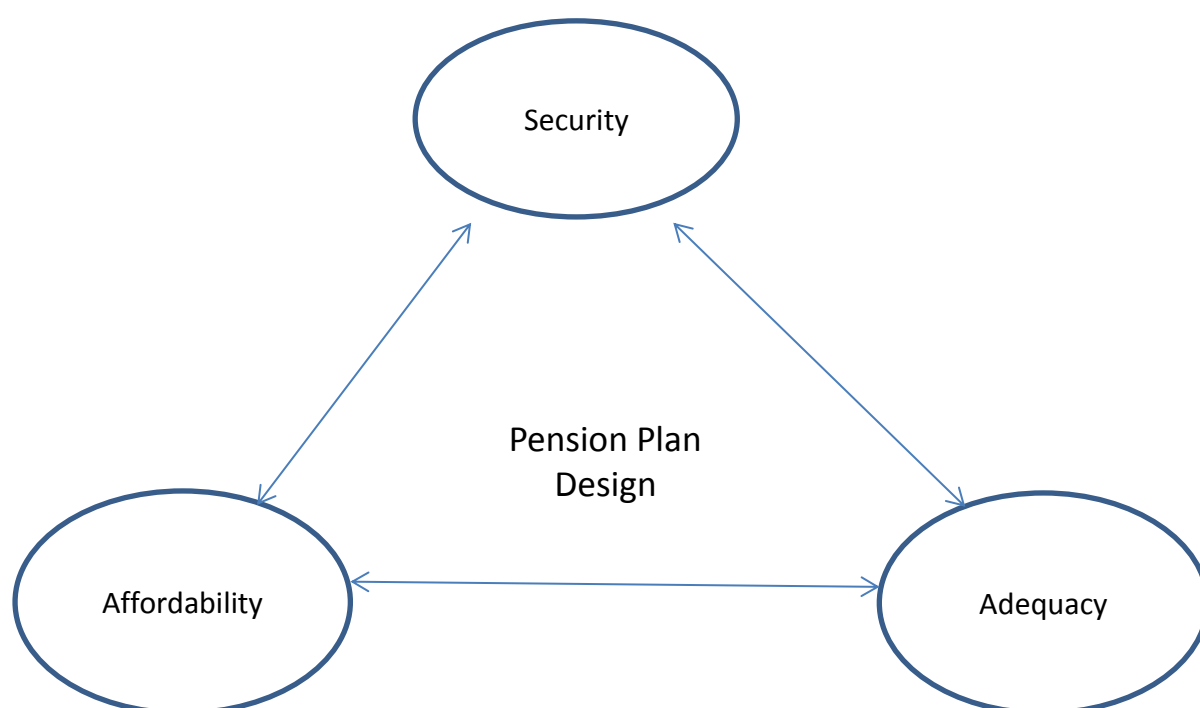 Security
Pension Plan
Design
Affordability
Adequacy